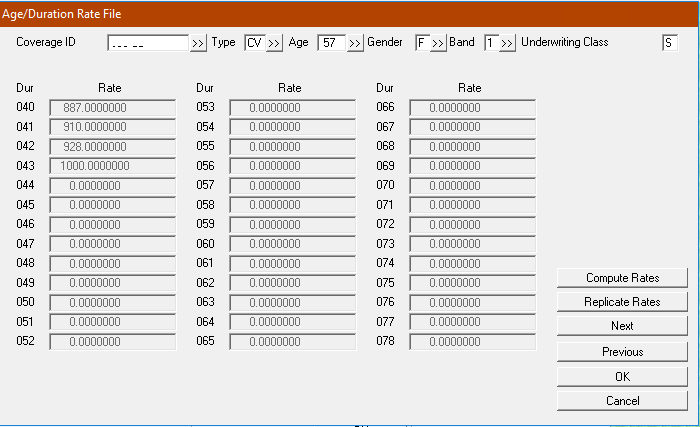 Age/Duration Rate File
Coverage ID >> Type CV >> Age 57 >> Gender F >> Band 1 >> Underwriting Class S
Dur Rate Dur Rate Dur Rate
040 887.0000000 053 0.0000000 066 0.0000000
041 910.0000000 054 0.0000000 067 0.0000000
042 928.0000000 055 0.0000000 068 0.0000000
043 1000.0000000 056 0.0000000 069 0.0000000
044 0.0000000 057 0.0000000 070 0.0000000
045 0.0000000 058 0.0000000 071 0.0000000
046 0.0000000 059 0.0000000 072 0.0000000
047 0.0000000 060 0.0000000 073 0.0000000
048 0.0000000 061 0.0000000 074 0.0000000
049 0.0000000 062 0.0000000 075 0.0000000
050 0.0000000 063 0.0000000 076 0.0000000
051 0.0000000 064 0.0000000 077 0.0000000
052 0.0000000 065 0.0000000 078 0.0000000
Compute Rates
Replicate Rates
Next
Previous
OK
Cancel